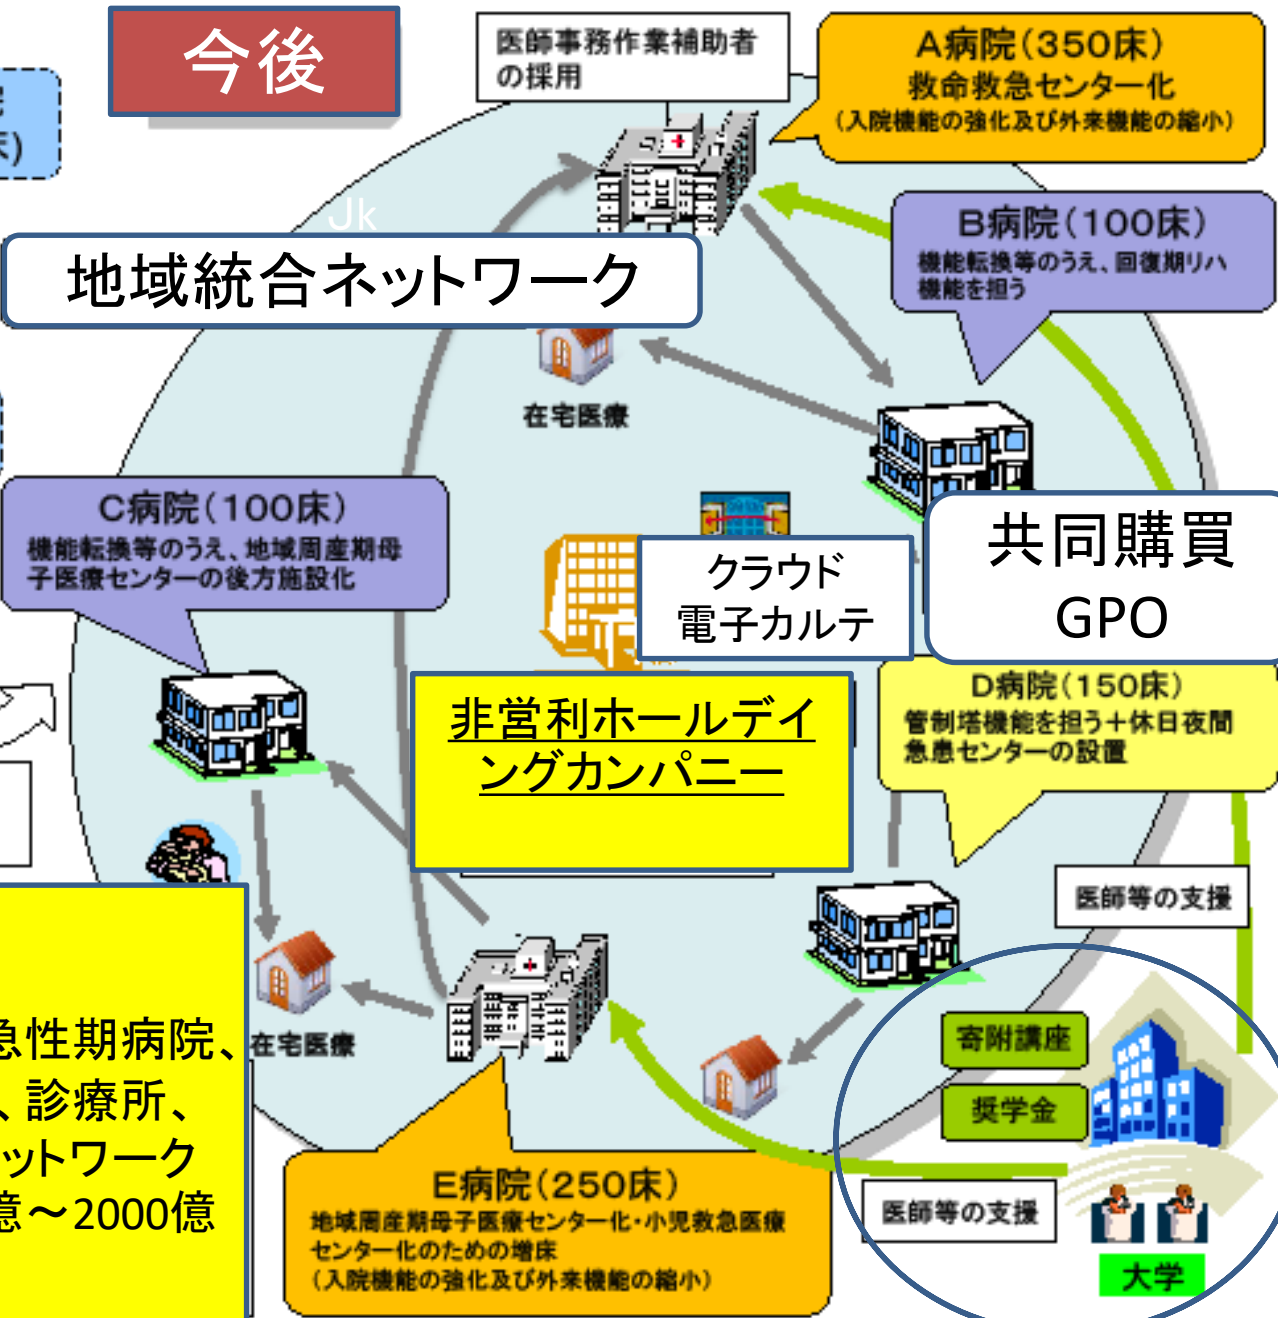 今後
医師事務作業補助者
の採用
A病院(350床)
救命救急センター化
(入院機能の強化及び外来機能の縮小)
床)
Jk
B病院(100床)
機能転換等のうえ、回復期リハ
機能を担う
地域統合ネットワーク
在宅医療
C病院(100床)
機能転換等のうえ、地域周産期母
子医療センターの後方施設化
クラウド
電子カルテ
共同購買
GPO
非営利ホールデイ
ングカンパニー
D病院(150床)
管制塔機能を担う+休日夜間
急患センターの設置
医師等の支援
急性期病院、
、診療所、
ットワーク
億~2000億
在宅医療
寄附講座
奨学金
E病院(250床)
地域周産期母子医療センター化・小児救急医療
センター化のための増床
(入院機能の強化及び外来機能の縮小)
医師等の支援
大学